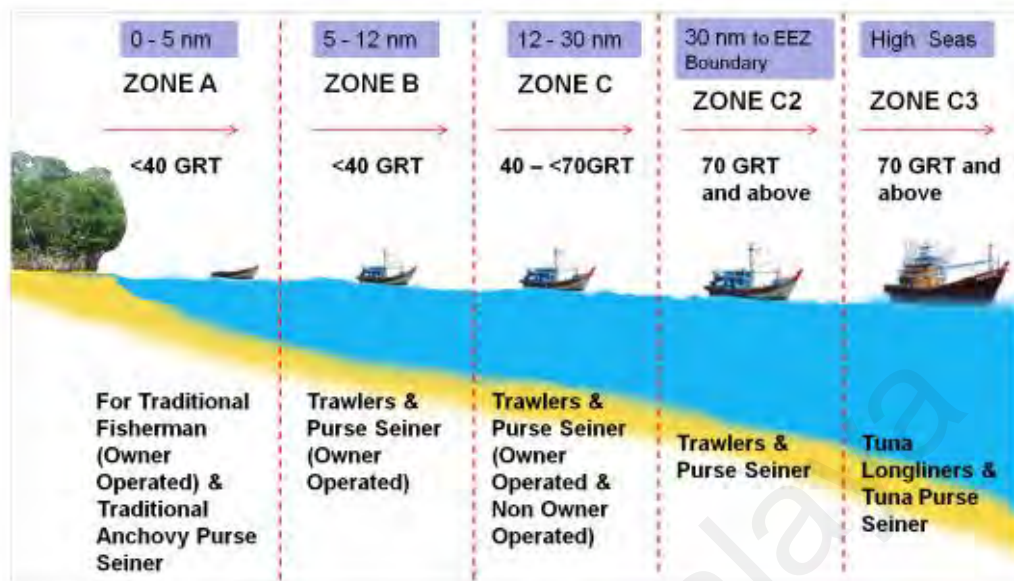 0 - 5 nm
ZONE A
<40 GRT
For Traditional
Fisherman
(Owner
Operated) &
Traditional
Anchovy Purse
Seiner
5 - 12 nm
ZONE B
<40 GRT
Trawlers &
Purse Seiner
(Owner
Operated)
12 - 30 nm
ZONE C
40 – <70GRT
Trawlers &
Purse Seiner
(Owner
Operated &
Non Owner
Operated)
30 nm to EEZ
Boundary
ZONE C2
70 GRT
and above
Trawlers &
Purse Seiner
High Seas
ZONE C3
70 GRT and
above
Tuna
Longliners &
Tuna Purse
Seiner